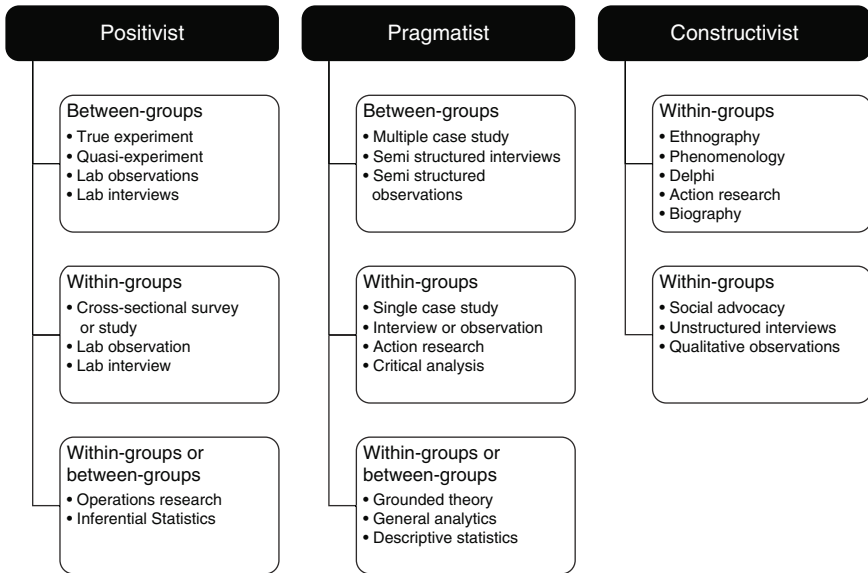 Positivist
Between-groups
• True experiment
• Quasi-experiment
• Lab observations
• Lab interviews
Within-groups
• Cross-sectional survey
or study
• Lab observation
• Lab interview
Within-groups or
between-groups
• Operations research
• Inferential Statistics
Pragmatist
Between-groups
• Multiple case study
• Semi structured interviews
• Semi structured
observations
Within-groups
• Single case study
• Interview or observation
• Action research
• Critical analysis
Within-groups or
between-groups
• Grounded theory
• General analytics
• Descriptive statistics
Constructivist
Within-groups
• Ethnography
• Phenomenology
• Delphi
• Action research
• Biography
Within-groups
• Social advocacy
• Unstructured interviews
• Qualitative observations